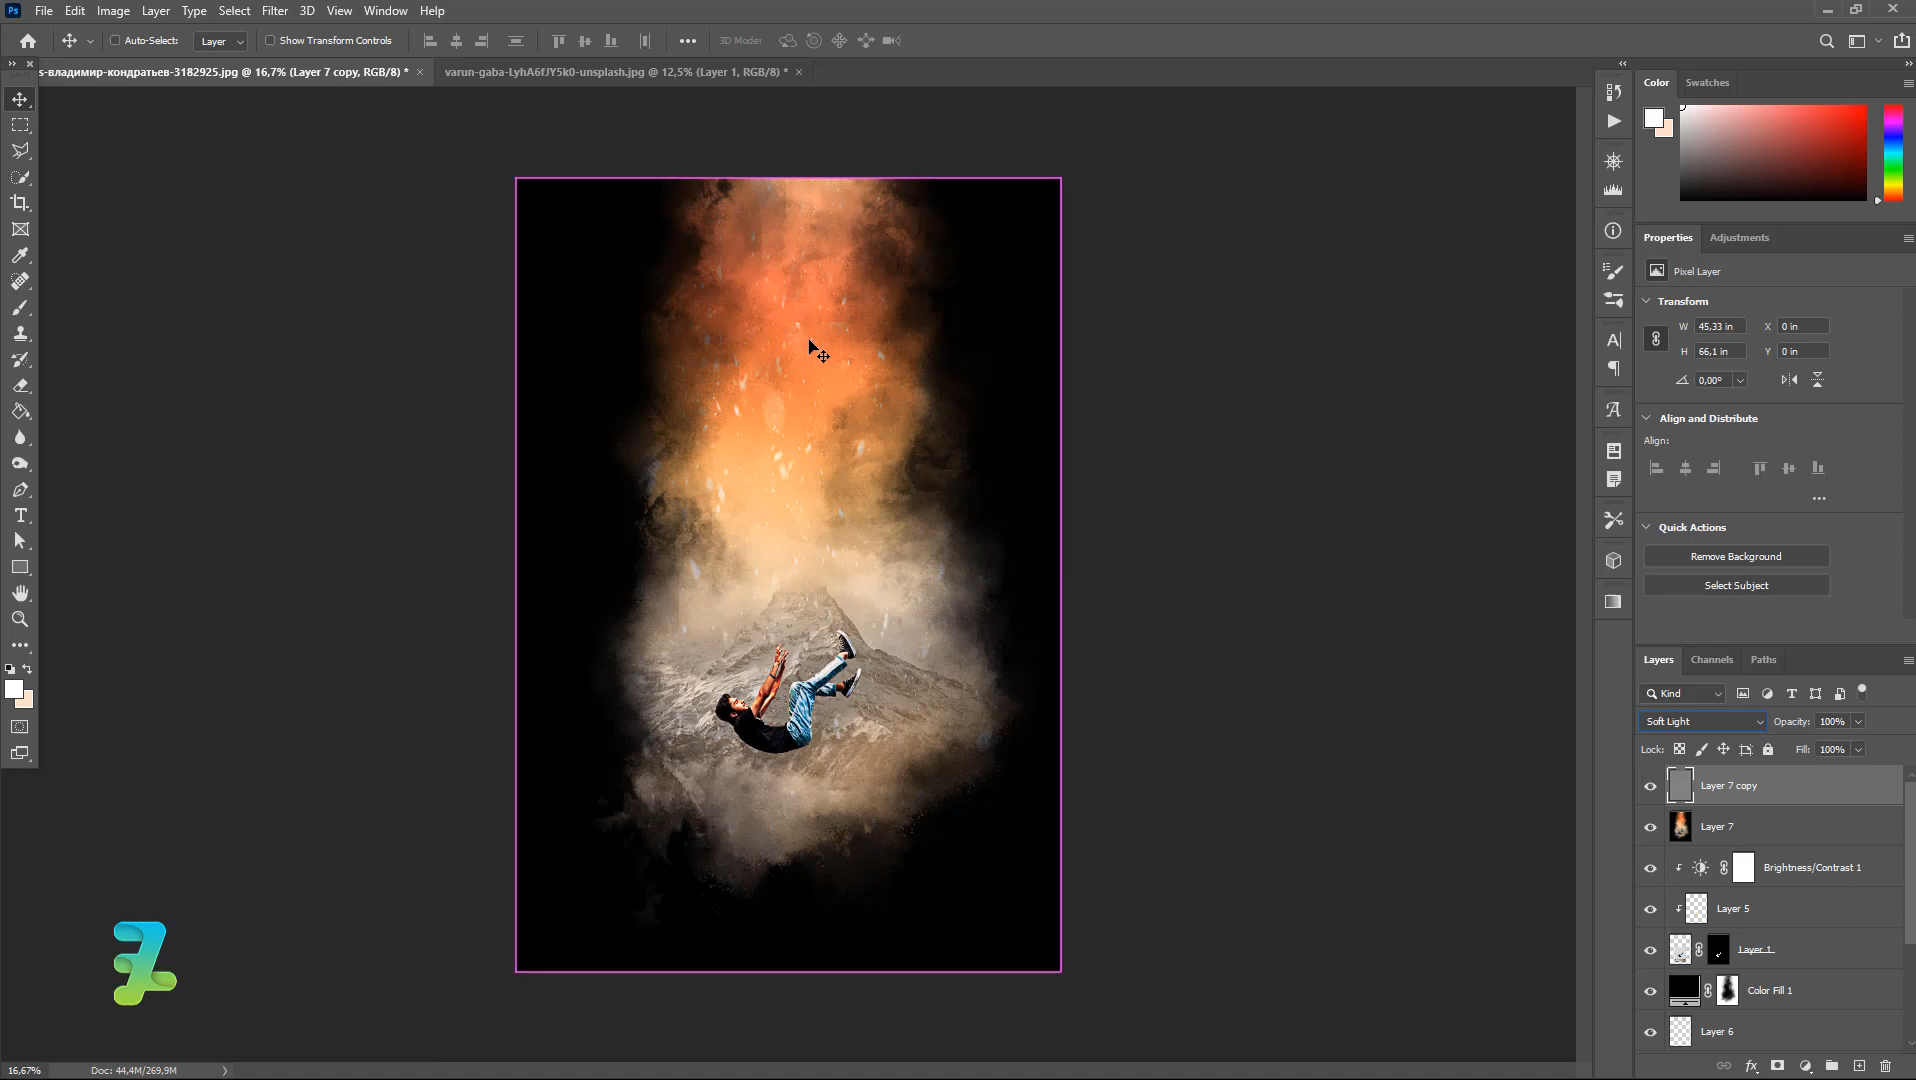 Ps File Edit Image Layer Type Select Filter 3D View Window Help
Auto-Select: Layer Show Transform Controls 3D Mode:
s-владимир-кондратьев-3182925.jpg @ 16,7% (Layer 7 copy, RGB/8) * × varun-gaba-LyhA6fJY5k0-unsplash.jpg @ 12,5% (Layer 1, RGB/8) * ×
Color Swatches
Properties Adjustments
Pixel Layer
Transform
W 45,33 in X 0 in
H 66,1 in Y 0 in
0,00°
Align and Distribute
Align:
Quick Actions
Remove Background
Select Subject
Layers Channels Paths
Kind
Soft Light Opacity: 100%
Lock: Fill: 100%
Layer 7 copy
Layer 7
Brightness/Contrast 1
Layer 5
Layer 1
Color Fill 1
Layer 6
16,67% Doc: 44,4M/269,9M